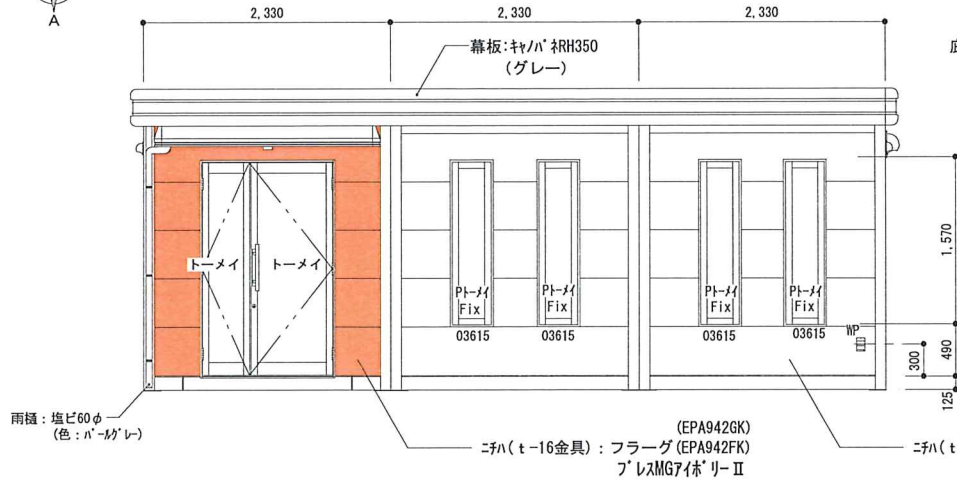 A
2,330
2,330
2,330
幕板:ｷｬﾉﾊﾟﾈRH350
(グレー)
トーメイ
トーメイ
Pﾄｰﾒｲ
Fix
03615
Pﾄｰﾒｲ
Fix
03615
Pﾄｰﾒｲ
Fix
03615
Pﾄｰﾒｲ
Fix
03615
WP
1,570
490
300
125
雨樋：塩ビ60φ
(色：ﾊﾟｰﾙｸﾞﾚｰ)
(EPA942GK)
ﾆﾁﾊ(ｔ-16金具)：フラーグ(EPA942FK)
ﾌﾟﾚｽMGｱｲﾎﾞﾘｰⅡ
ﾆﾁﾊ(ｔ